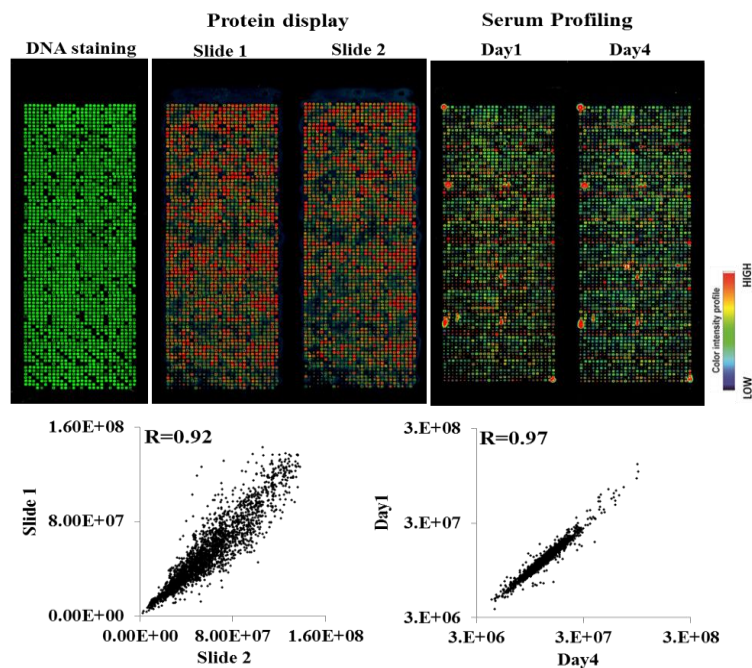 Protein display
Serum Profiling
DNA staining
Slide 1
Slide 2
Day1
Day4
HIGH
Color intensity profile
LOW
1.60E+08
R=0.92
Slide 1
8.00E+07
0.00E+00
0.00E+00 8.00E+07 1.60E+08
Slide 2
3.E+08
R=0.97
Day1
3.E+07
3.E+06
3.E+06 3.E+07 3.E+08
Day4